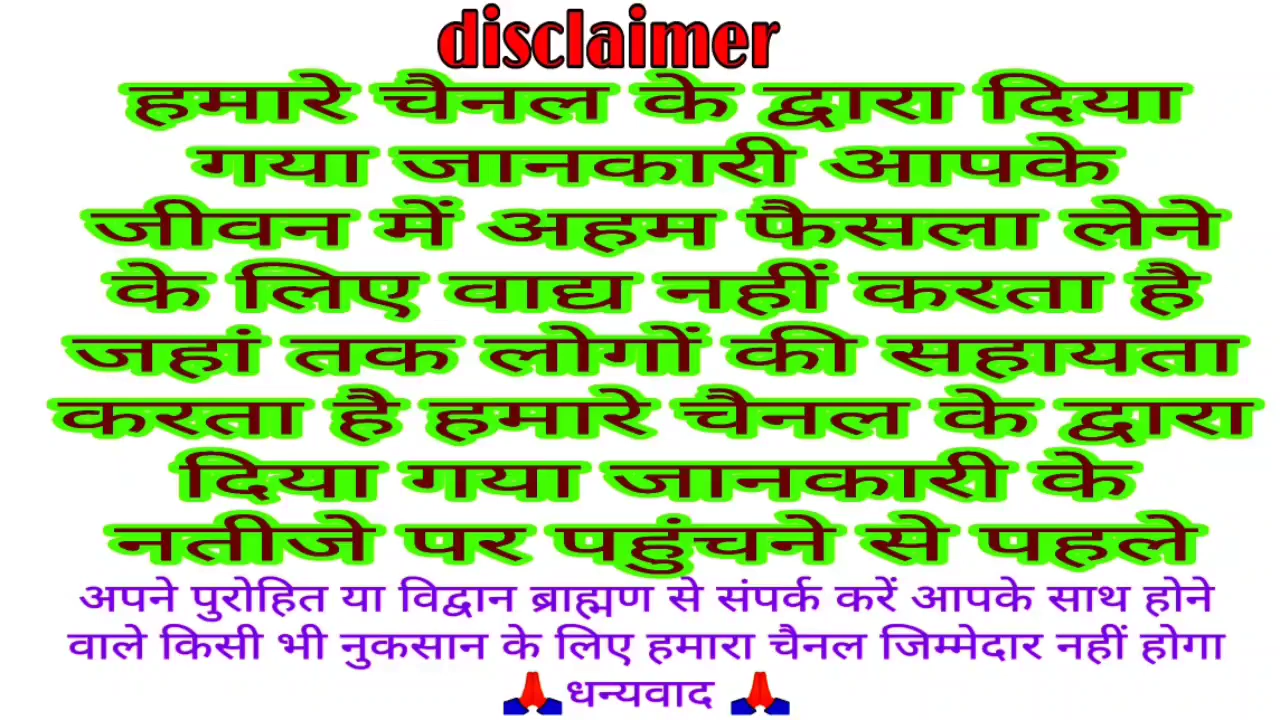 disclaimer
हमारे चैनल के द्वारा दिया
गया जानकारी आपके
जीवन में अहम फैसला लेने
के लिए वाद्य नहीं करता है
जहां तक लोगों की सहायता
करता है हमारे चैनल के द्वारा
दिया गया जानकारी के
नतीजे पर पहुंचने से पहले
अपने पुरोहित या विद्वान ब्राह्मण से संपर्क करें आपके साथ होने
वाले किसी भी नुकसान के लिए हमारा चैनल जिम्मेदार नहीं होगा
🙏धन्यवाद 🙏